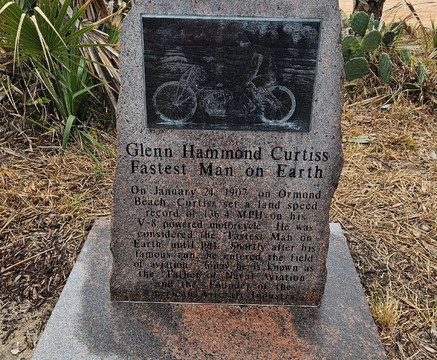 Glenn Hammond Curtiss
Fastest Man on Earth
On January 24, 1907, on Ormond
Beach, Curtiss set a land speed
record of 136.4 MPH on his
V-8 powered motorcycle. He was
considered the "Fastest Man on
Earth" until 1911. Shortly after his
famous run, he entered the field
of aviation. Today he is known as
the Father of Naval Aviation
and the Founder of the
American Aircraft Industry.